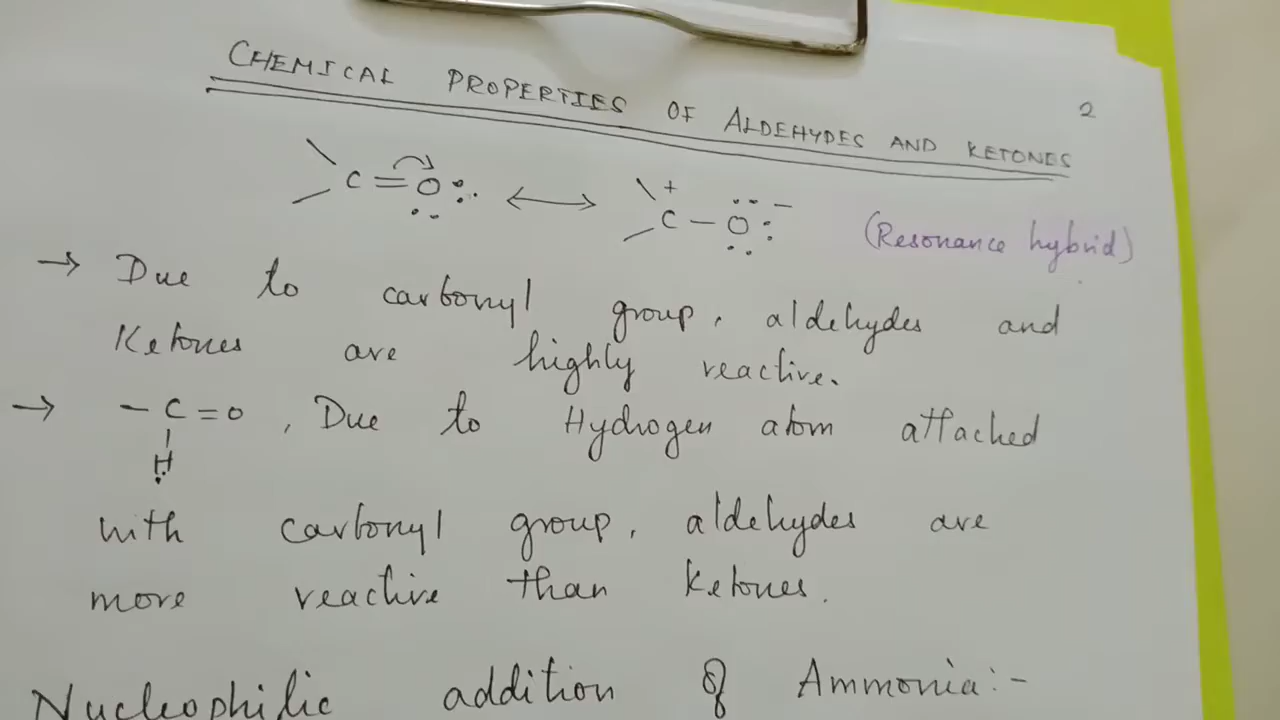 CHEMICAL PROPERTIES OF ALDEHYDES AND KETONES
2
C = O ⟷ C⁺ – O⁻ (Resonance hybrid)
→ Due to carbonyl group, aldehydes and
Ketones are highly reactive.
→ – C = O , Due to Hydrogen atom attached
H
with carbonyl group, aldehydes are
more reactive than Ketones.
Nucleophilic addition of Ammonia:-